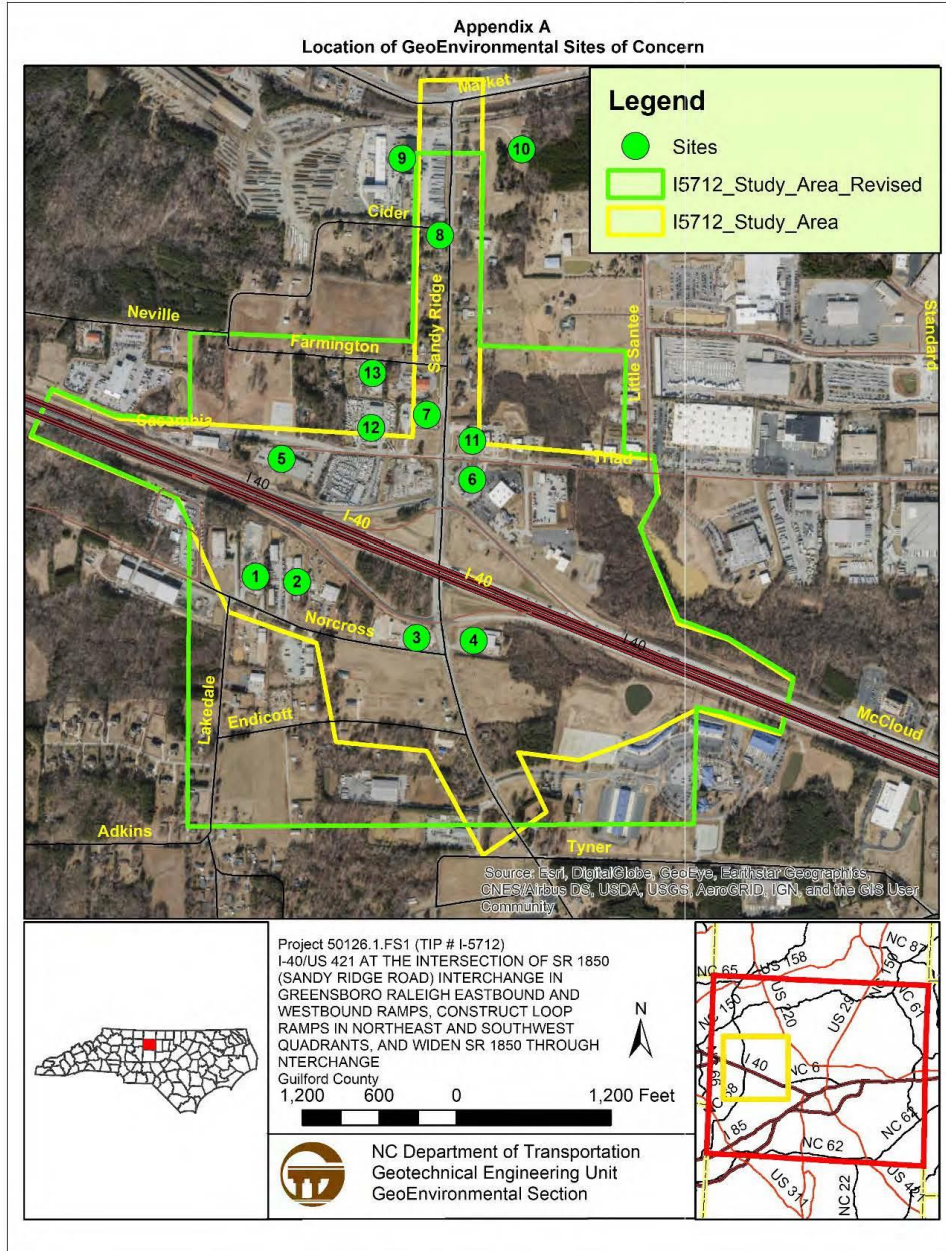 Appendix A
Location of GeoEnvironmental Sites of Concern
Market
Legend
Sites
I5712_Study_Area_Revised
I5712_Study_Area
10
9
Cider
8
Sandy Ridge
Neville
Farmington
Little Santee
Standard
13
7
12
11
5
Triad
6
I 40
I-40
1
2
I-40
Norcross
3
4
I 40
Lakedale
Endicott
McCloud
Adkins
Tyner
Source: Esri, DigitalGlobe, GeoEye, Earthstar Geographics,
CNES/Airbus DS, USDA, USGS, AeroGRID, IGN, and the GIS User
Community
Project 50126.1.FS1 (TIP # I-5712)
I-40/US 421 AT THE INTERSECTION OF SR 1850
(SANDY RIDGE ROAD) INTERCHANGE IN
GREENSBORO RALEIGH EASTBOUND AND
WESTBOUND RAMPS, CONSTRUCT LOOP
RAMPS IN NORTHEAST AND SOUTHWEST
QUADRANTS, AND WIDEN SR 1850 THROUGH
NTERCHANGE
Guilford County
N
1,200 600 0 1,200 Feet
NC Department of Transportation
Geotechnical Engineering Unit
GeoEnvironmental Section
NC 65
US 158
NC 87
NC 150
NC 150
US 220
US 29
NC 61
I 40
NC 6
NC 68
85
NC 62
NC 62
US 311
NC 22
US 421